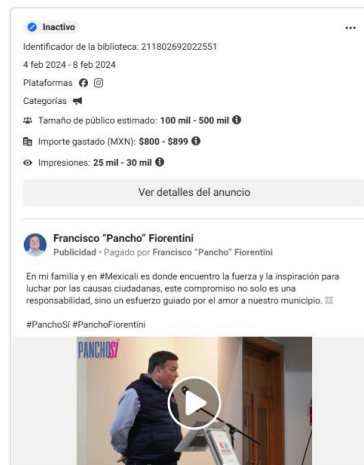 Inactivo
Identificador de la biblioteca: 211802692022551
4 feb 2024 - 8 feb 2024
Plataformas
Categorías
Tamaño de público estimado: 100 mil - 500 mil
Importe gastado (MXN): $800 - $899
Impresiones: 25 mil - 30 mil
Ver detalles del anuncio
Francisco “Pancho” Fiorentini
Publicidad • Pagado por Francisco “Pancho” Fiorentini
En mi familia y en #Mexicali es donde encuentro la fuerza y la inspiración para
luchar por las causas ciudadanas, este compromiso no solo es una
responsabilidad, sino un esfuerzo guiado por el amor a nuestro municipio.
#PanchoSí #PanchoFiorentini
PANCHOSÍ